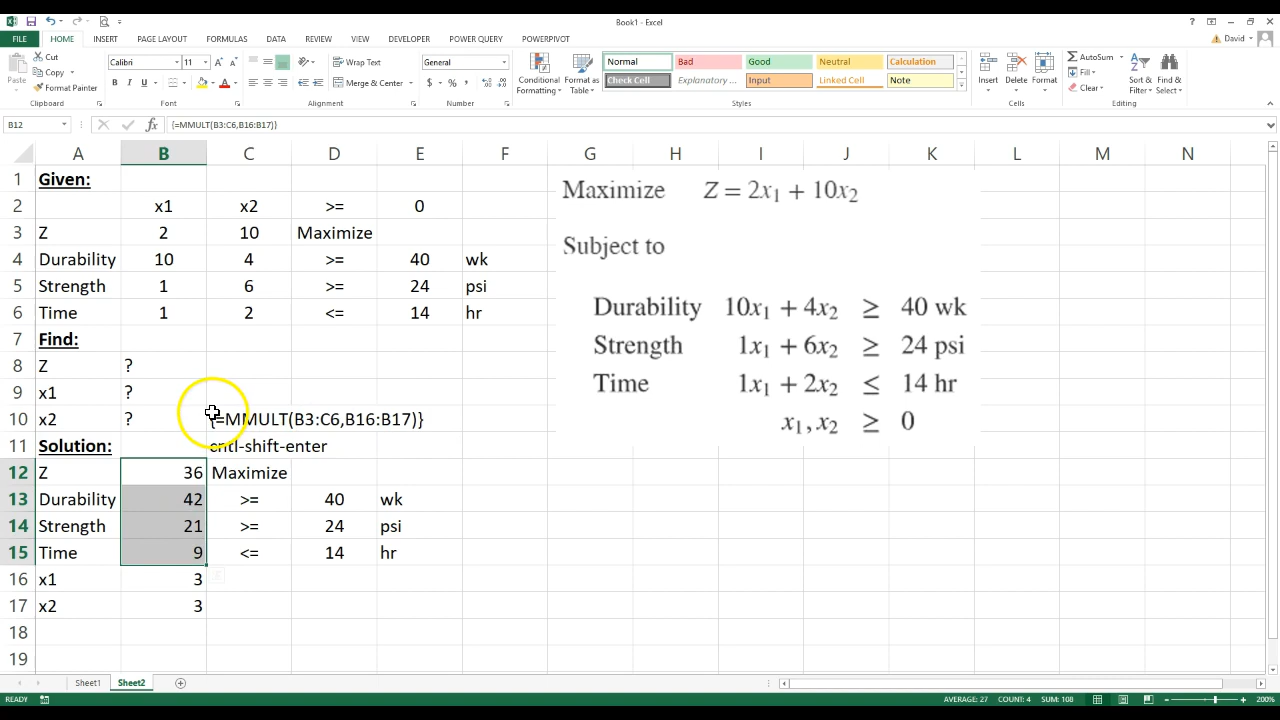 Book1 - Excel
FILE HOME INSERT PAGE LAYOUT FORMULAS DATA REVIEW VIEW DEVELOPER POWER QUERY POWERPIVOT David
Paste Cut Copy Format Painter Clipboard
Calibri 11 B I U A Font
Wrap Text Merge & Center Alignment
General $ % , Number
Conditional Formatting Format as Table
Normal Bad Good Neutral Calculation
Check Cell Explanatory ... Input Linked Cell Note
Styles
Insert Delete Format Cells
AutoSum Fill Clear Sort & Filter Find & Select Editing
B12 fx {=MMULT(B3:C6,B16:B17)}
A B C D E F G H I J K L M N
1 Given:
2 x1 x2 >= 0
3 Z 2 10 Maximize
4 Durability 10 4 >= 40 wk
5 Strength 1 6 >= 24 psi
6 Time 1 2 <= 14 hr
7 Find:
8 Z ?
9 x1 ?
10 x2 ? {=MMULT(B3:C6,B16:B17)}
11 Solution: cntl-shift-enter
12 Z 36 Maximize
13 Durability 42 >= 40 wk
14 Strength 21 >= 24 psi
15 Time 9 <= 14 hr
16 x1 3
17 x2 3
18
19
Maximize Z = 2x₁ + 10x₂
Subject to
Durability 10x₁ + 4x₂ ≥ 40 wk
Strength 1x₁ + 6x₂ ≥ 24 psi
Time 1x₁ + 2x₂ ≤ 14 hr
x₁, x₂ ≥ 0
Sheet1 Sheet2
READY AVERAGE: 27 COUNT: 4 SUM: 108 200%